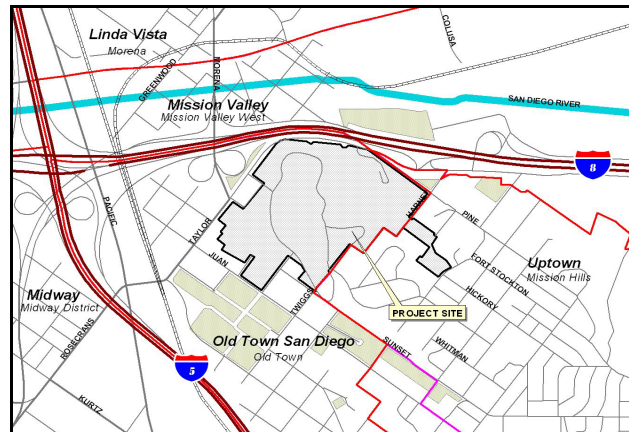 Linda Vista
Morena
COLUSA
GREENWOOD
MORENA
Mission Valley
Mission Valley West
SAN DIEGO RIVER
8
PACIFIC
TAYLOR
HARNEY
PINE
JUAN
FORT STOCKTON
Uptown
Mission Hills
HICKORY
Midway
Midway District
TWIGGS
PROJECT SITE
ROSECRANS
Old Town San Diego
Old Town
SUNSET
WHITMAN
5
KURTZ